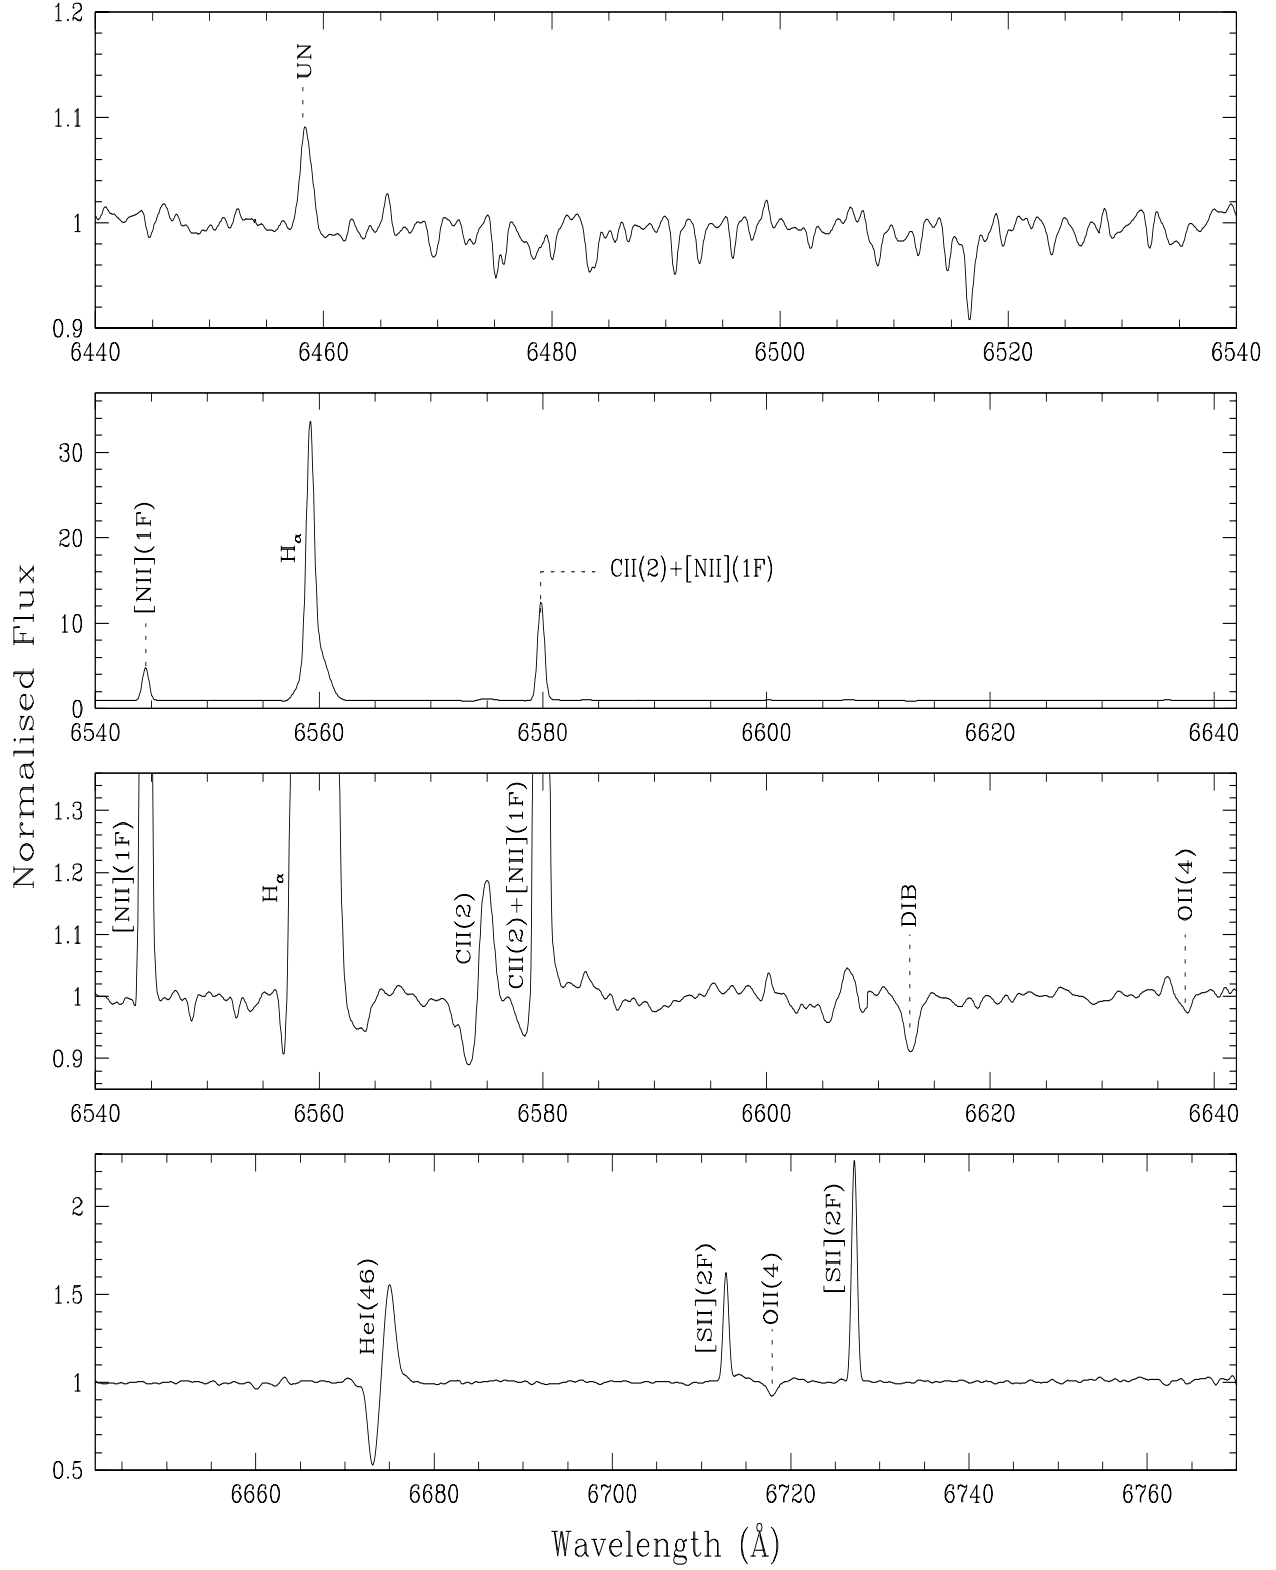 Normalised Flux
1.2
1.1
1
0.9
UN
6440 6460 6480 6500 6520 6540
30
20
10
0
[NII](1F)
Hα
CII(2)+[NII](1F)
6540 6560 6580 6600 6620 6640
1.3
1.2
1.1
1
0.9
[NII](1F)
Hα
CII(2)
CII(2)+[NII](1F)
DIB
OII(4)
6540 6560 6580 6600 6620 6640
2
1.5
1
0.5
HeI(46)
[SII](2F)
OII(4)
[SII](2F)
6660 6680 6700 6720 6740 6760
Wavelength (Å)